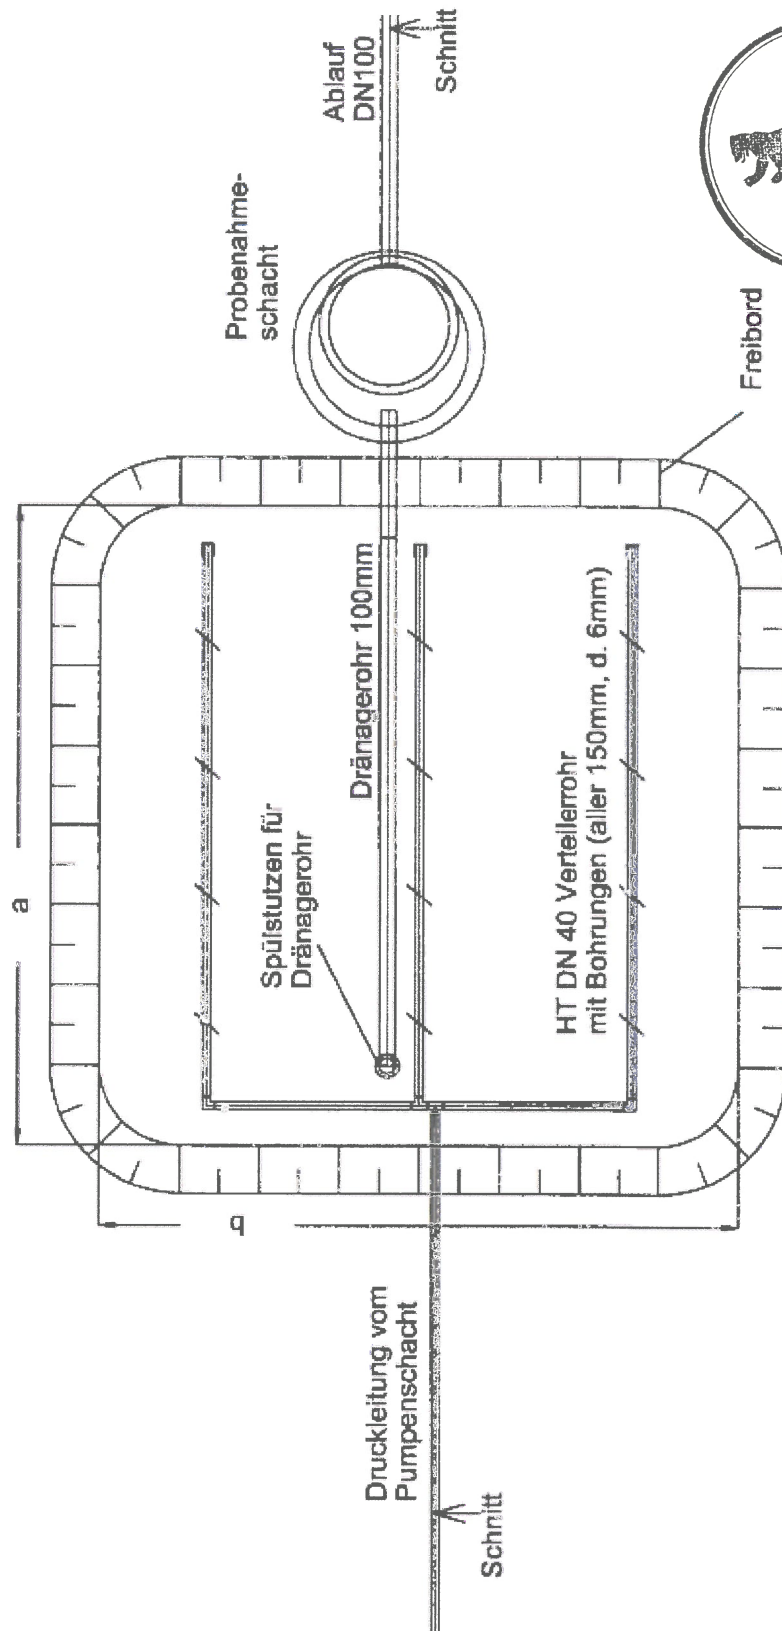 a
b
Druckleitung vom
Pumpenschacht
Schnitt
Spülstutzen für
Dränagerohr
Dränagerohr 100mm
HT DN 40 Verteilerrohr
mit Bohrungen (aller 150mm, d. 6mm)
Probenahme-
schacht
Ablauf
DN100
Schnitt
Freibord